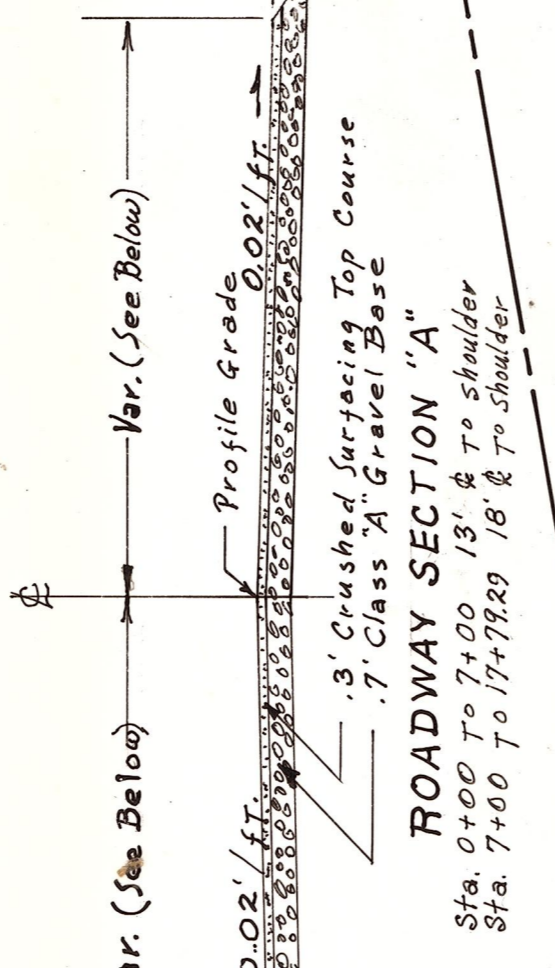 ℄
Var. (See Below)
r. (See Below)
Profile Grade
0.02'/ft.
0.02'/ft.
.3' Crushed Surfacing Top Course
.7' Class "A" Gravel Base
ROADWAY SECTION "A"
Sta. 0+00 To 7+00 13' ℄ To shoulder
Sta. 7+00 To 17+79.29 18' ℄ To Shoulder